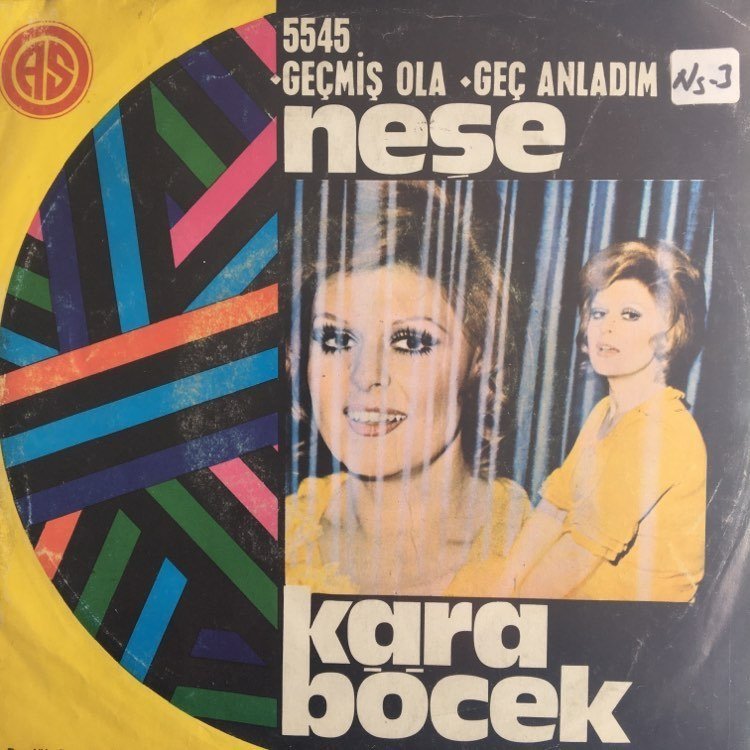 AS
5545
•GEÇMİŞ OLA •GEÇ ANLADIM
Ns-3
neşe
kara
böcek